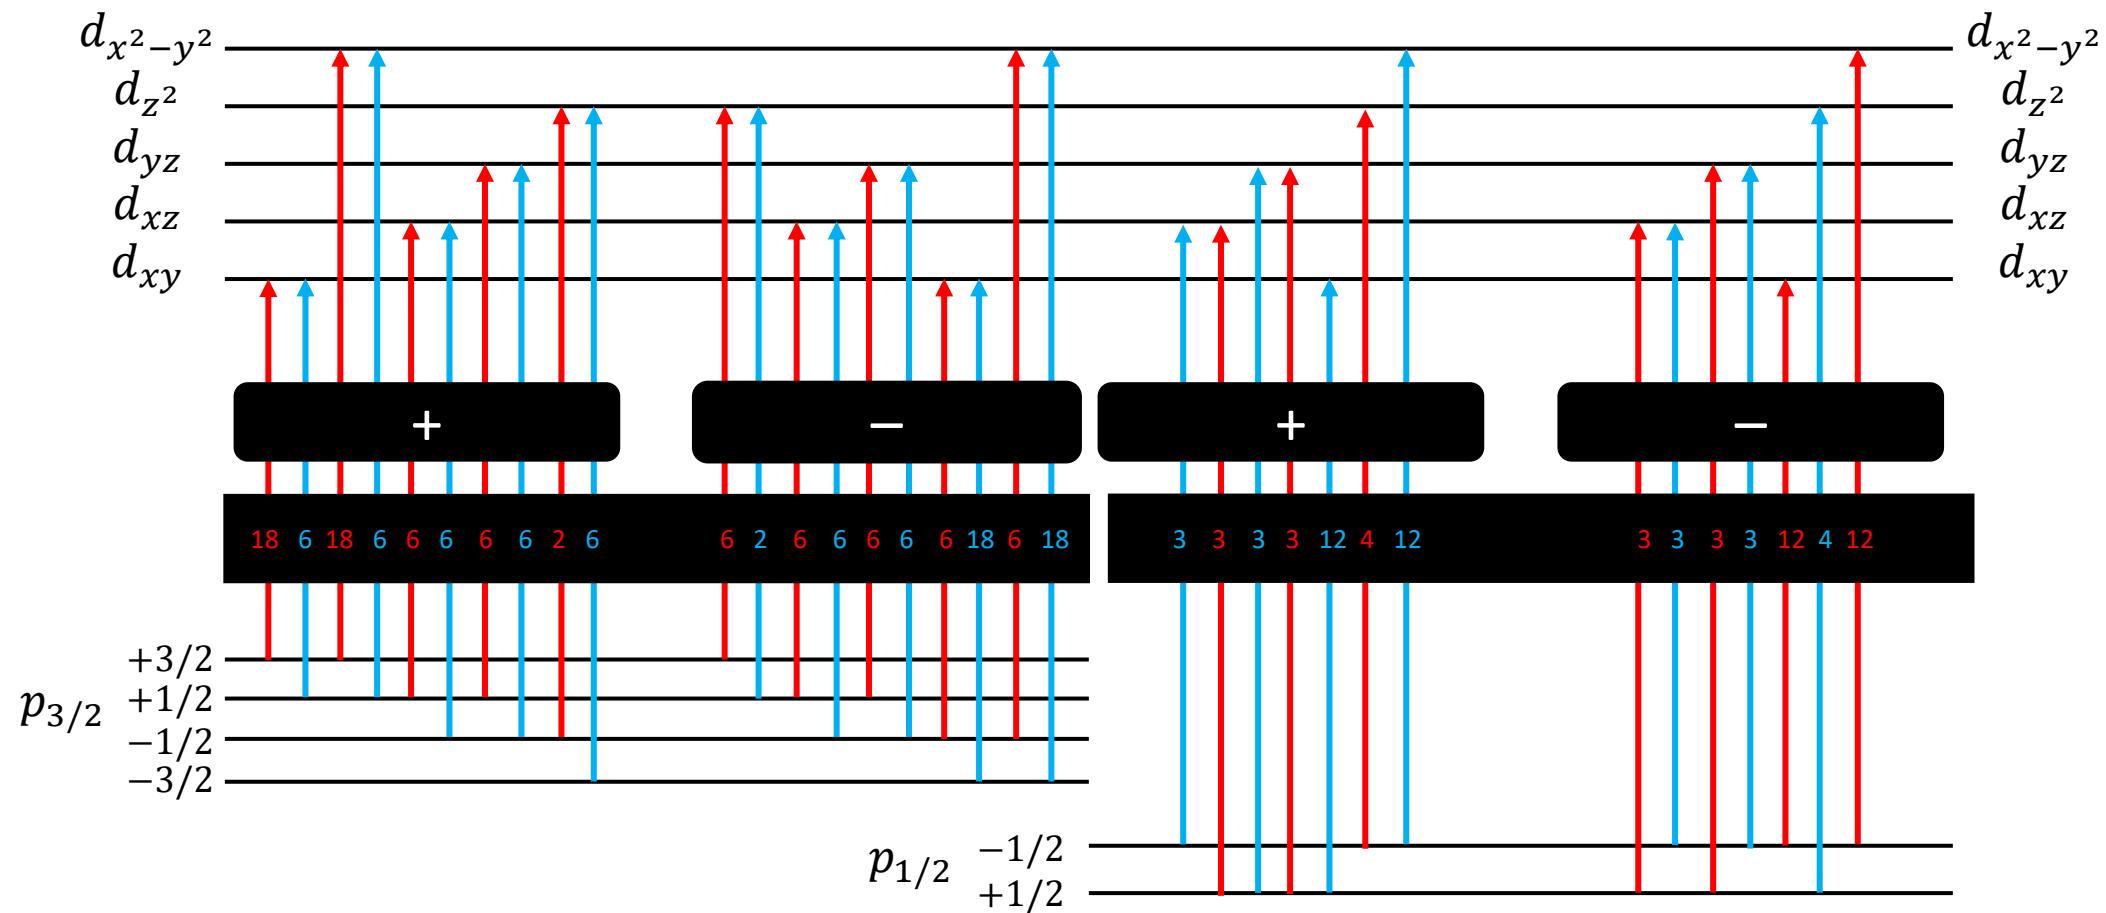 d_{x²−y²} d_{x²−y²}
d_{z²} d_{z²}
d_{yz} d_{yz}
d_{xz} d_{xz}
d_{xy} d_{xy}
+ − + −
18 6 18 6 6 6 6 6 2 6 6 2 6 6 6 6 6 18 6 18 3 3 3 3 12 4 12 3 3 3 3 12 4 12
+3/2
p_{3/2} +1/2
−1/2
−3/2
p_{1/2} −1/2
+1/2